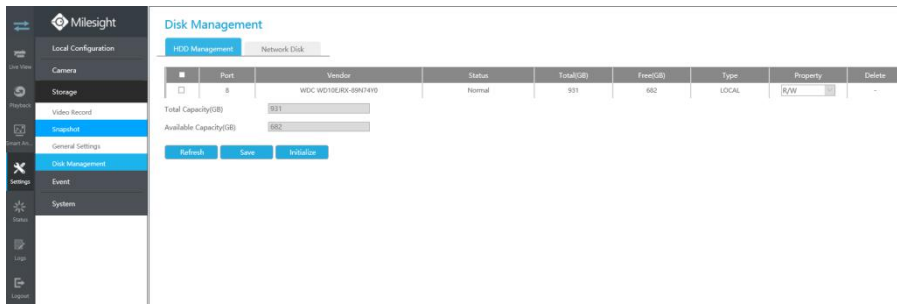 Milesight
Local Configuration
Camera
Storage
Video Record
Snapshot
General Settings
Disk Management
Event
System
Live View
Playback
Smart An...
Settings
Status
Logs
Logout
Disk Management
HDD Management Network Disk
Port Vendor Status Total(GB) Free(GB) Type Property Delete
8 WDC WD10EJRX-89N74Y0 Normal 931 682 LOCAL R/W -
Total Capacity(GB) 931
Available Capacity(GB) 682
Refresh Save Initialize